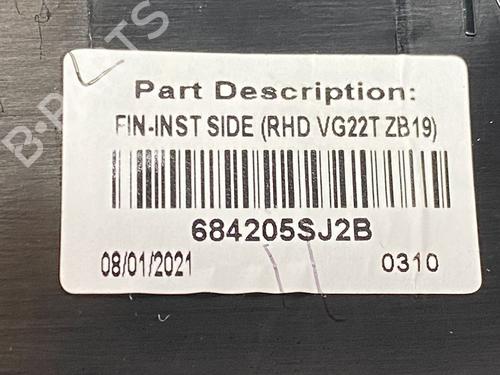 Part Description:
FIN-INST SIDE (RHD VG22T ZB19)
684205SJ2B
08/01/2021 0310
B-PARTS